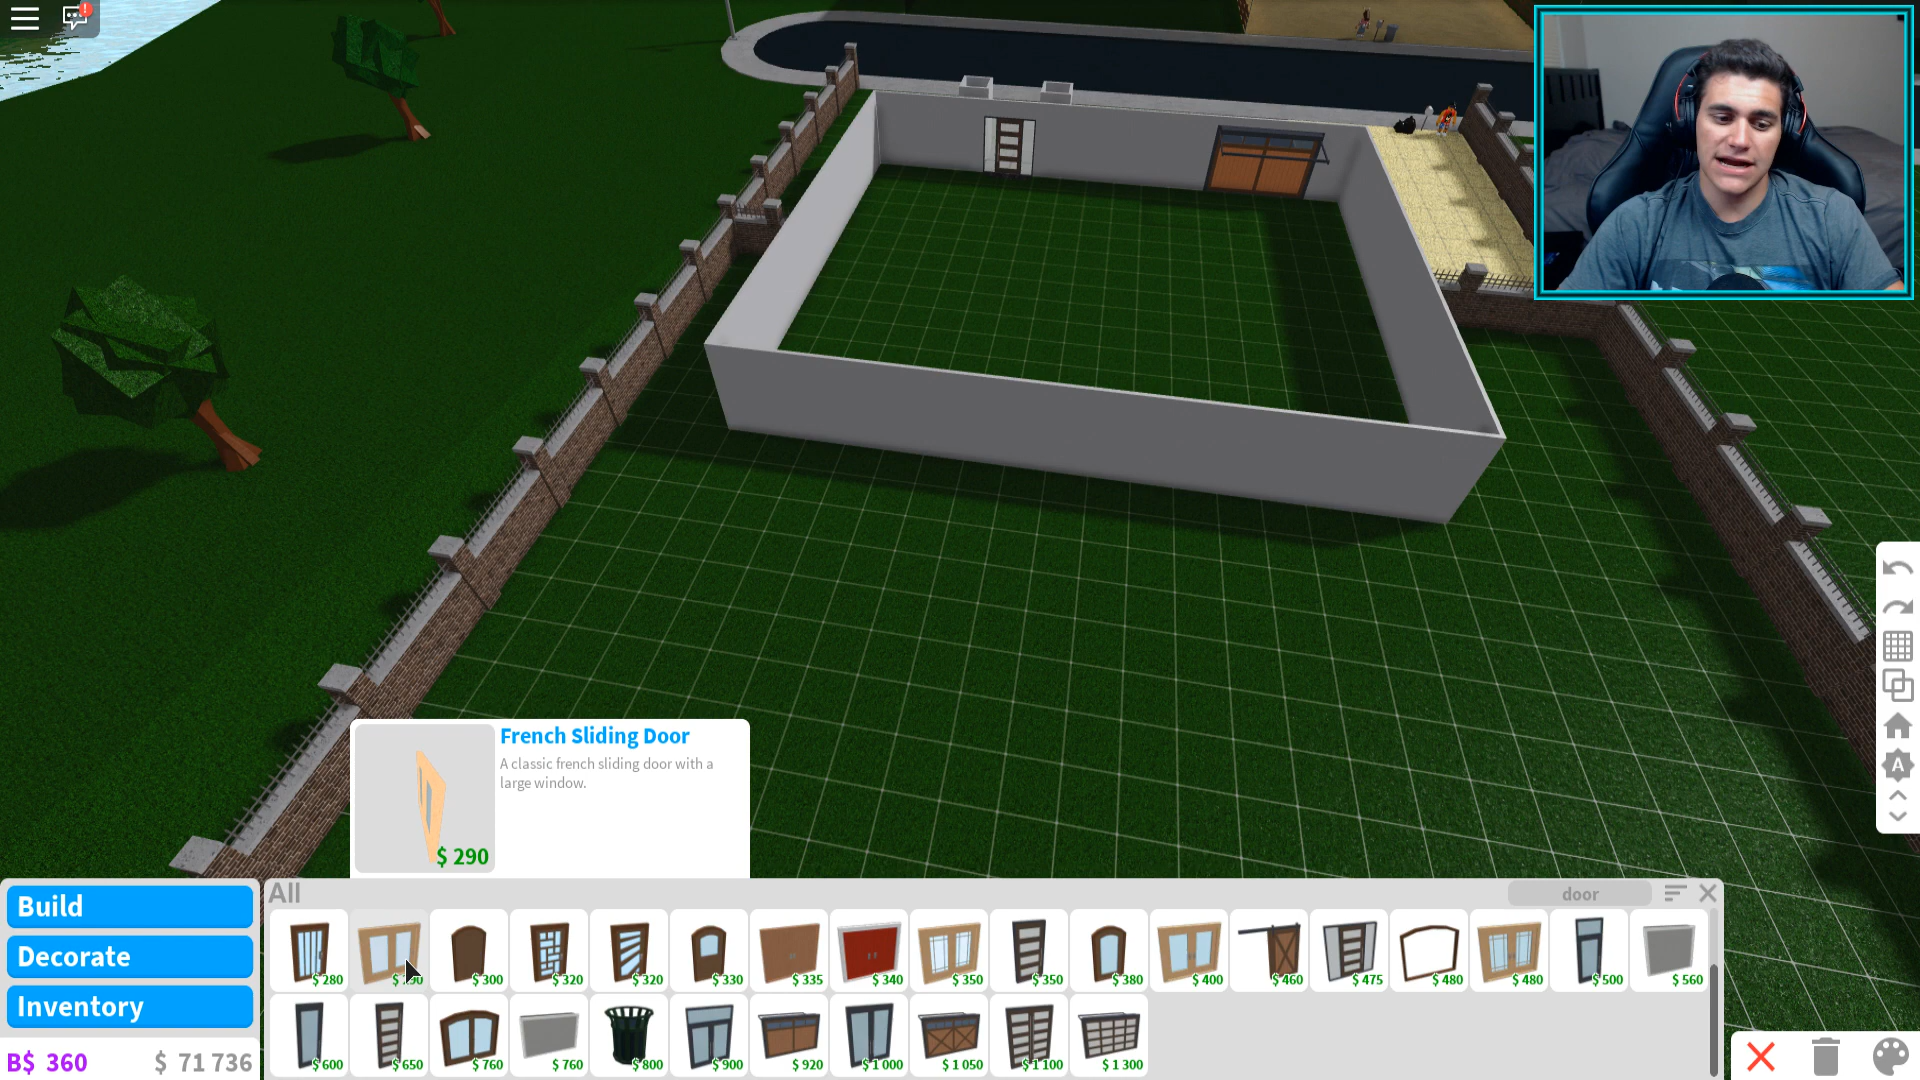 French Sliding Door
A classic french sliding door with a
large window.
$ 290
All
door
$ 280
$ 300
$ 320
$ 320
$ 330
$ 335
$ 340
$ 350
$ 350
$ 380
$ 400
$ 460
$ 475
$ 480
$ 480
$ 500
$ 560
$ 600
$ 650
$ 760
$ 760
$ 800
$ 900
$ 920
$ 1 000
$ 1 050
$ 1 100
$ 1 300
Build
Decorate
Inventory
B$ 360
$ 71 736
A